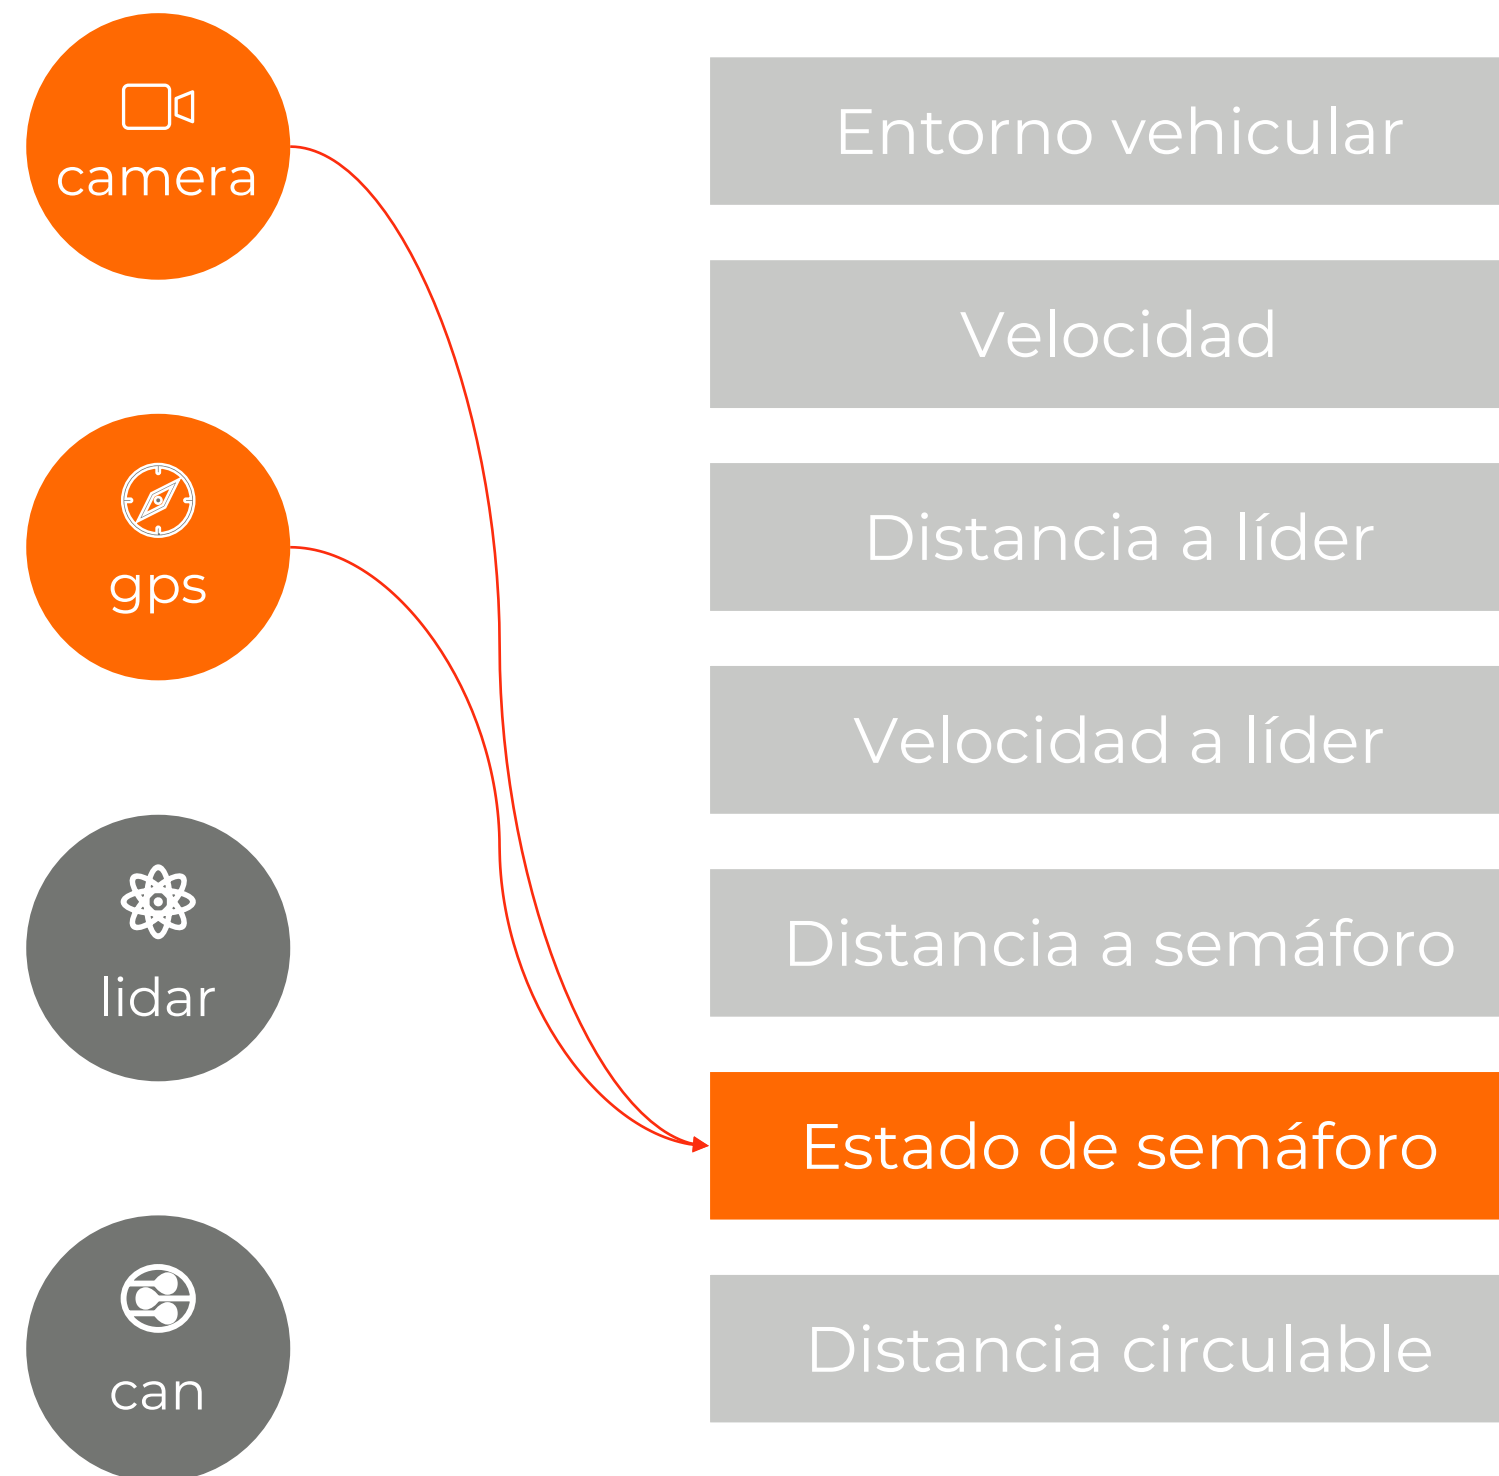 camera
gps
lidar
can
Entorno vehicular
Velocidad
Distancia a líder
Velocidad a líder
Distancia a semáforo
Estado de semáforo
Distancia circulable